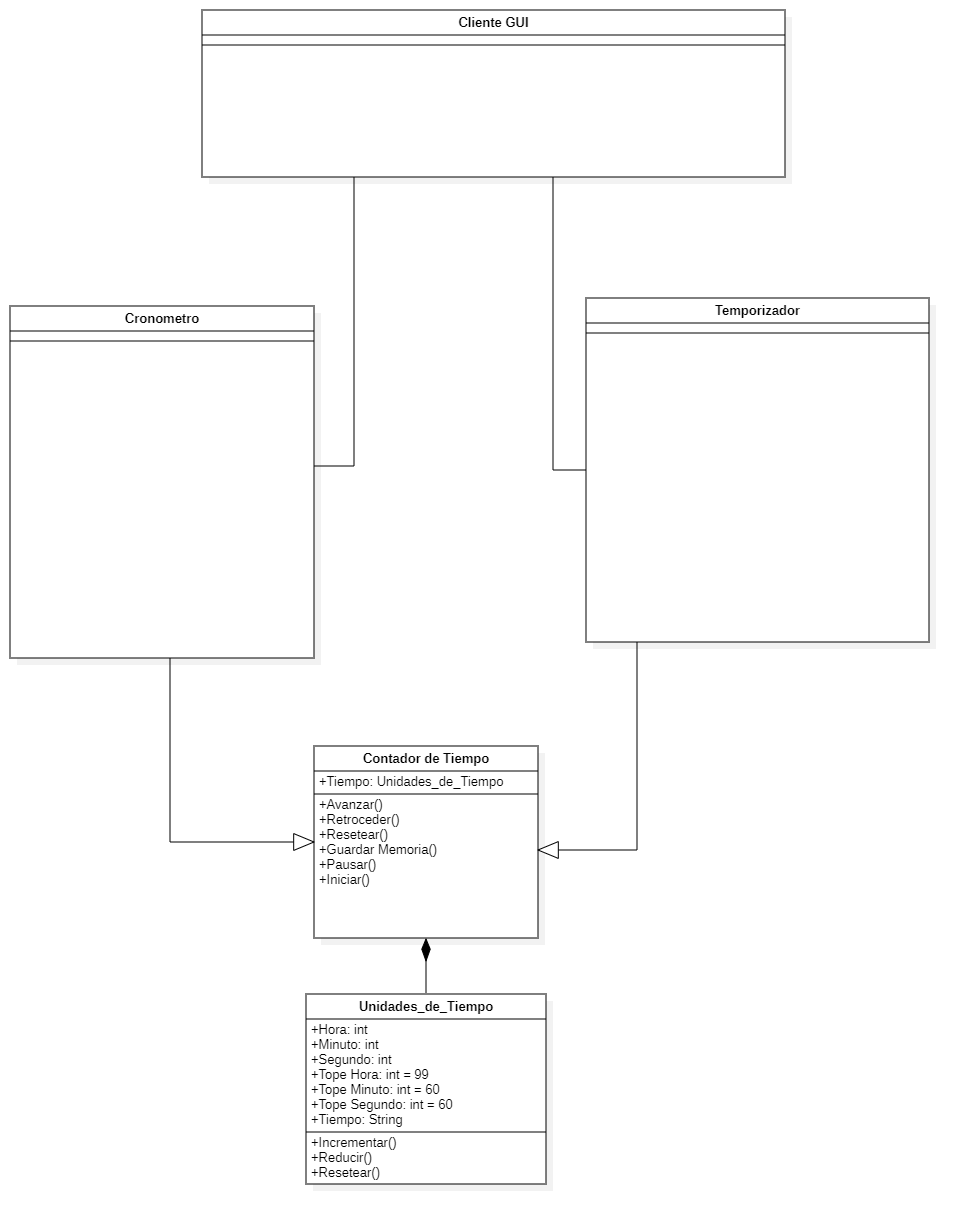 Cliente GUI
Cronometro
Temporizador
Contador de Tiempo
+Tiempo: Unidades_de_Tiempo
+Avanzar()
+Retroceder()
+Resetear()
+Guardar Memoria()
+Pausar()
+Iniciar()
Unidades_de_Tiempo
+Hora: int
+Minuto: int
+Segundo: int
+Tope Hora: int = 99
+Tope Minuto: int = 60
+Tope Segundo: int = 60
+Tiempo: String
+Incrementar()
+Reducir()
+Resetear()